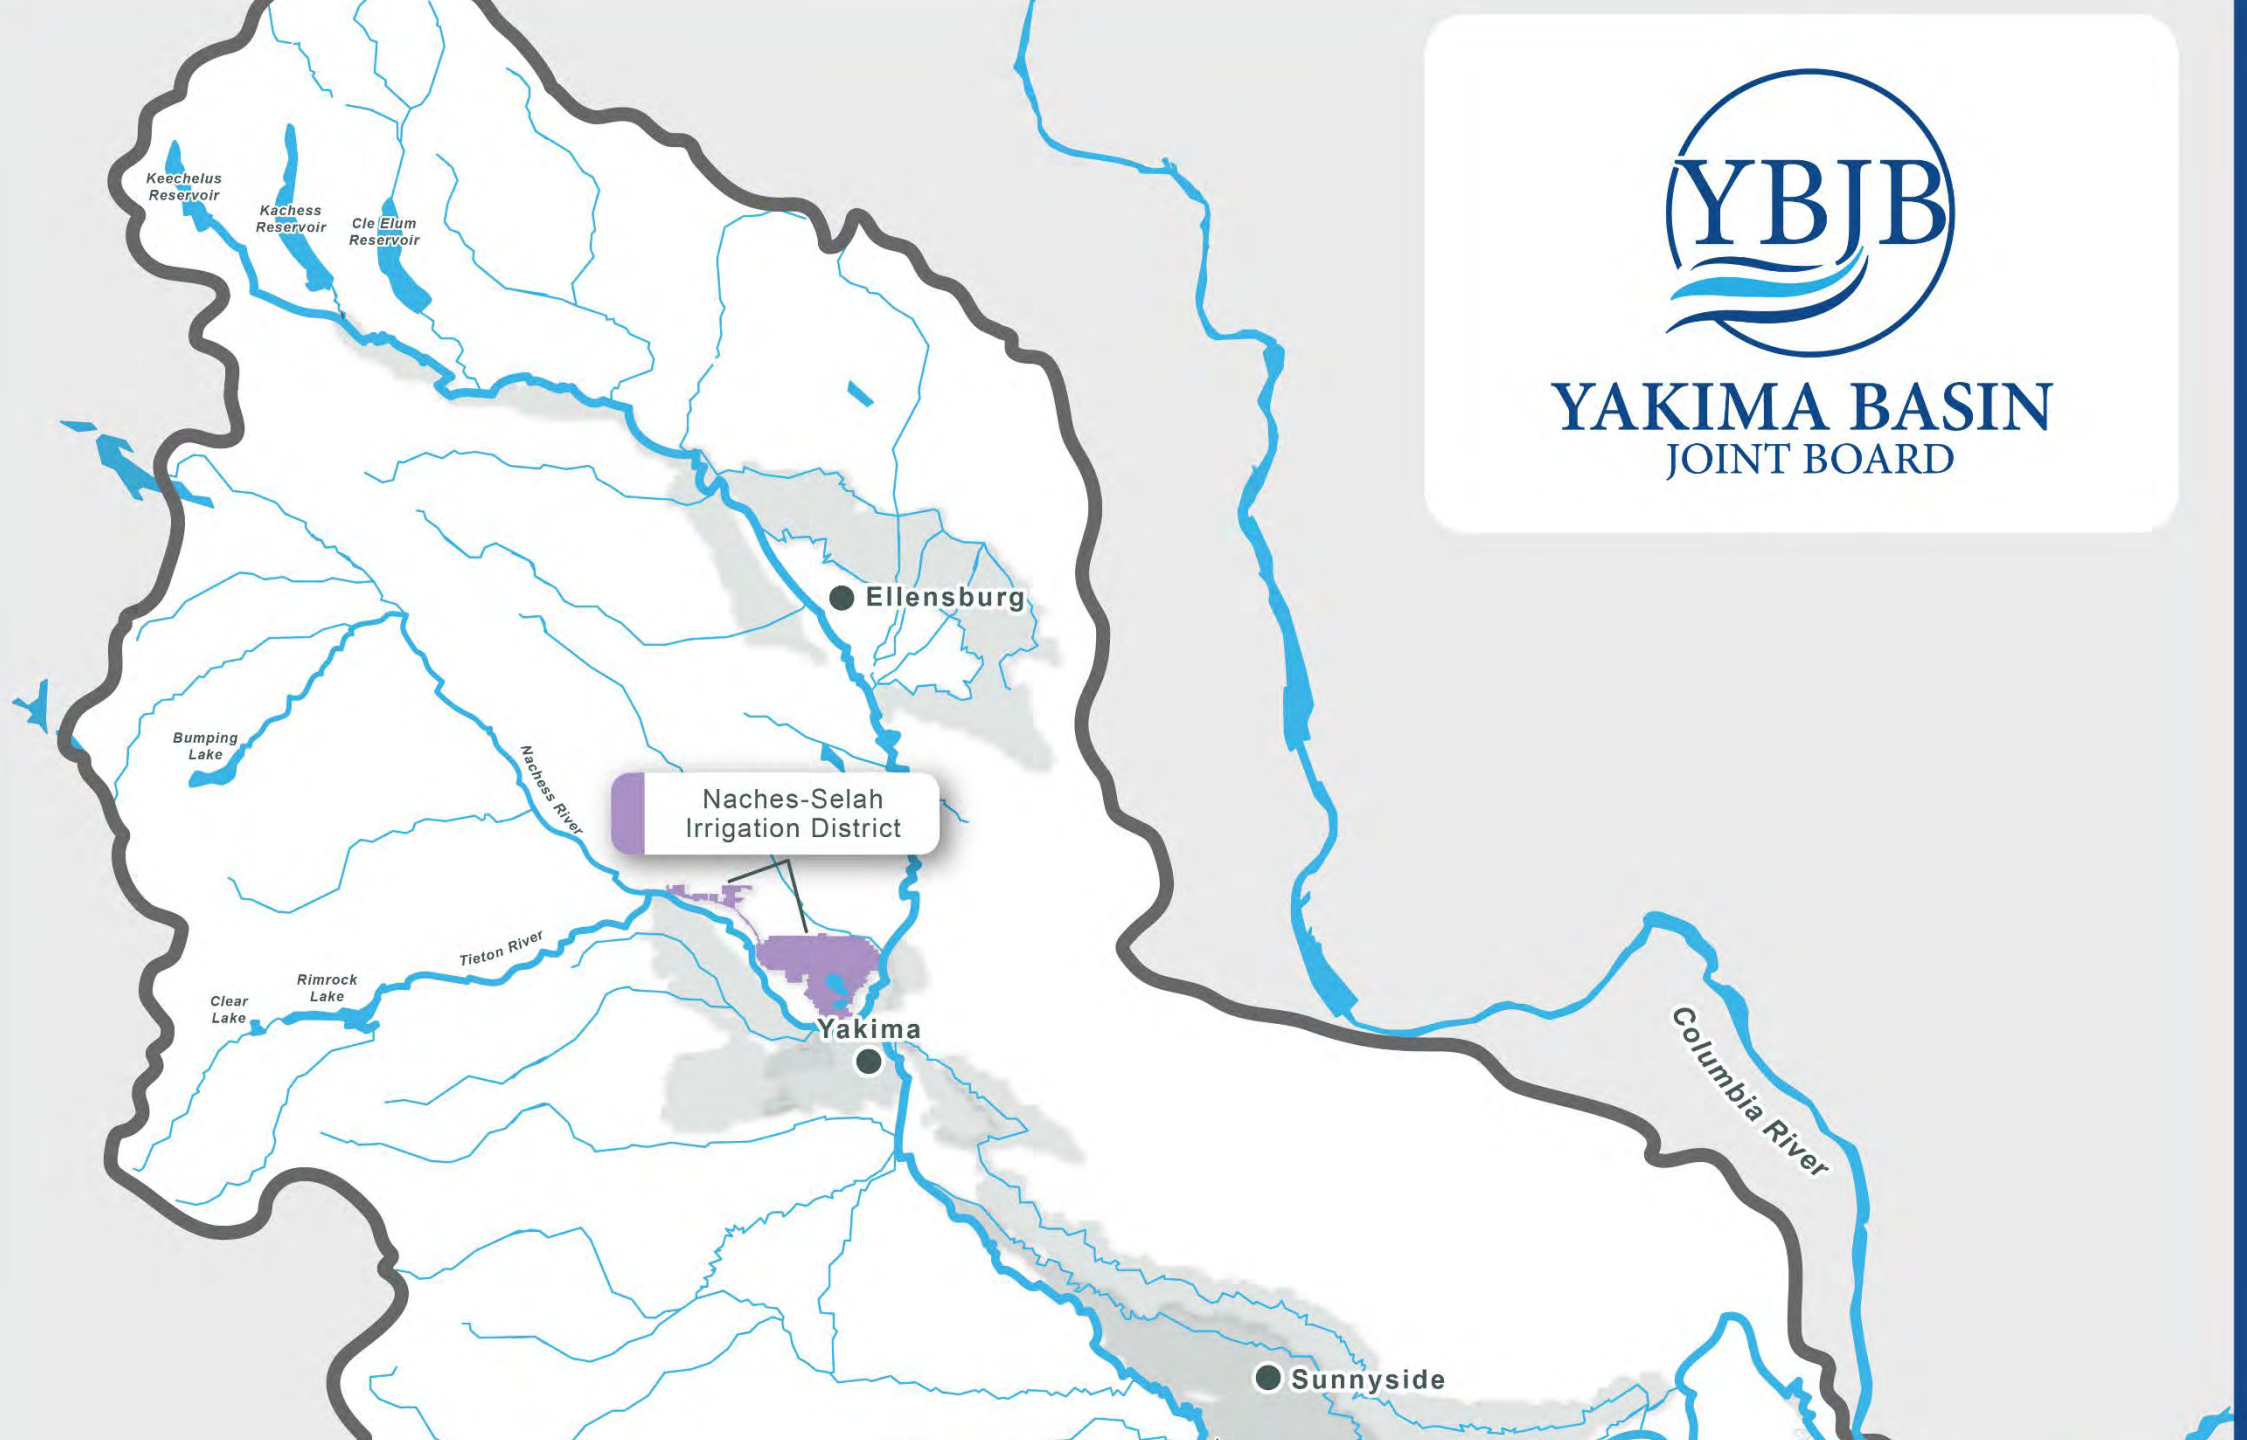 YBJB
YAKIMA BASIN
JOINT BOARD
Keechelus
Reservoir
Kachess
Reservoir
Cle Elum
Reservoir
Ellensburg
Bumping
Lake
Nachess River
Naches-Selah
Irrigation District
Tieton River
Rimrock
Lake
Clear
Lake
Yakima
Columbia River
Sunnyside